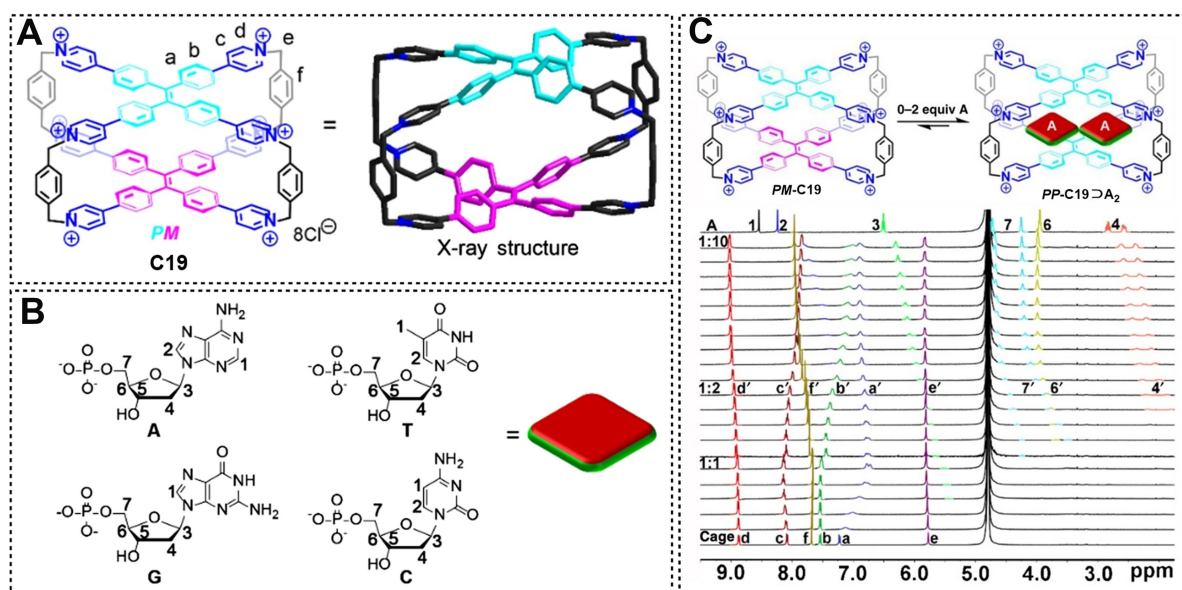 A
a b c d e f
N+ N+ N+ N+ N+ N+
PM
8Cl⊖
C19
=
X-ray structure
B
NH2
N N N N
2 1
O
-O-P-O
O-
7 O
6 5 3
HO 4
A
O
1 NH
2 N O
O
-O-P-O
O-
7 O
6 5 3
HO 4
T
O
N NH
1 N N NH2
O
-O-P-O
O-
7 O
6 5 3
HO 4
G
NH2
1 N
2 N O
O
-O-P-O
O-
7 O
6 5 3
HO 4
C
=
C
0–2 equiv A
A A
PM-C19
PP-C19⊃A2
A 1 2 3 7 6 4
1:10
1:2 d′ c′ f′ b′ a′ e′ 7′ 6′ 4′
1:1
Cage d c f b a e
9.0 8.0 7.0 6.0 5.0 4.0 3.0 ppm